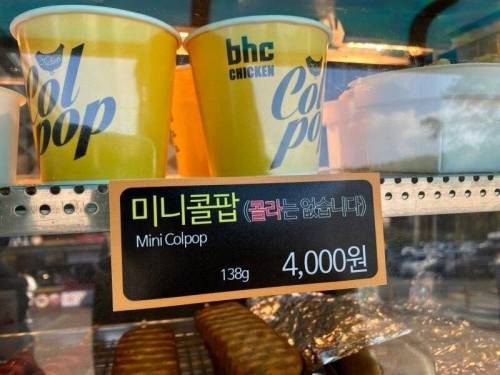 Col
pop
bhc
CHICKEN
Col
po
미니콜팝 (콜라는 없습니다)
Mini Colpop
138g 4,000원